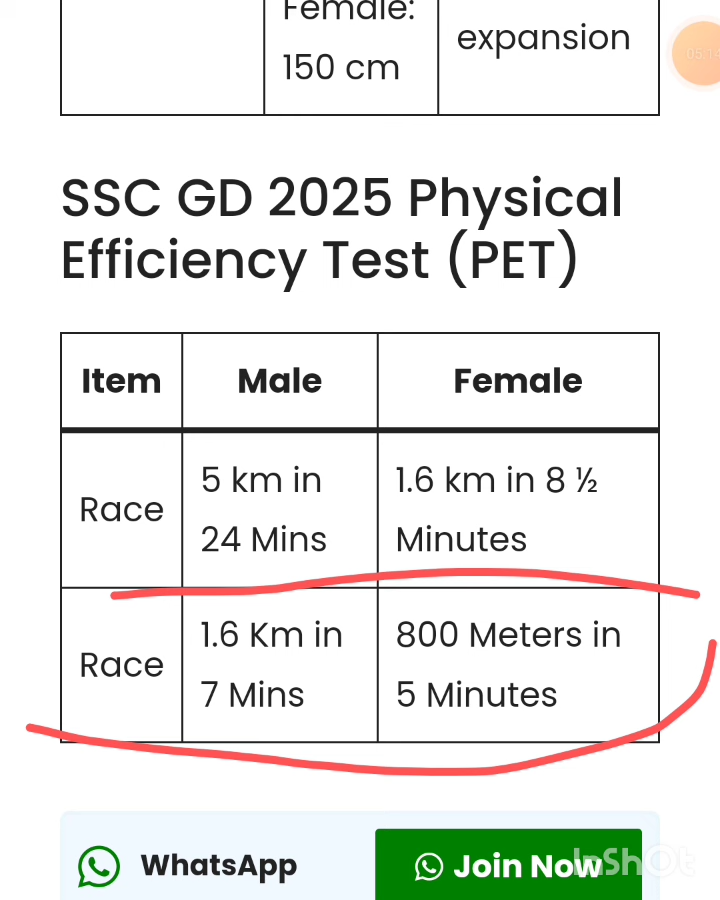 Female:
150 cm
expansion
SSC GD 2025 Physical
Efficiency Test (PET)
Item Male Female
Race
5 km in
24 Mins
1.6 km in 8 ½
Minutes
Race
1.6 Km in
7 Mins
800 Meters in
5 Minutes
WhatsApp
Join Now
InShOt